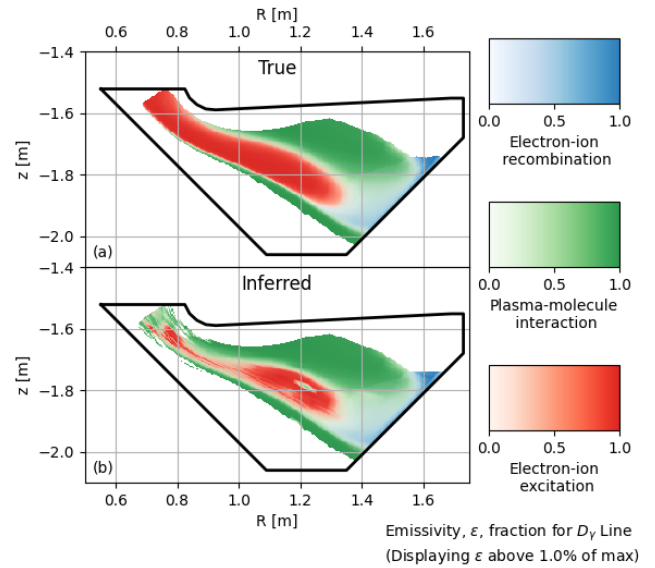 R [m]
0.6 0.8 1.0 1.2 1.4 1.6
−1.4
−1.6
−1.8
−2.0
−1.4
z [m]
True
(a)
Inferred
−1.6
−1.8
−2.0
z [m]
(b)
0.6 0.8 1.0 1.2 1.4 1.6
R [m]
0.0 0.5 1.0
Electron-ion
recombination
0.0 0.5 1.0
Plasma-molecule
interaction
0.0 0.5 1.0
Electron-ion
excitation
Emissivity, ε, fraction for Dγ Line
(Displaying ε above 1.0% of max)